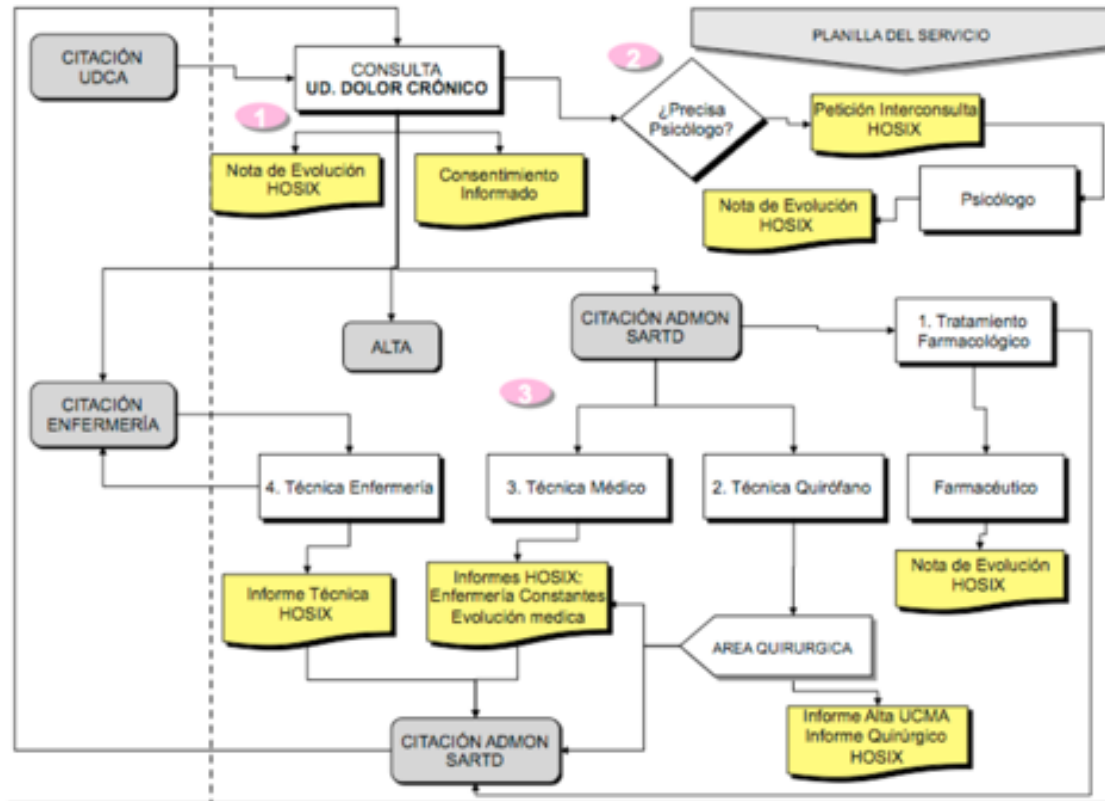 PLANILLA DEL SERVICIO
CITACIÓN
UDCA
CONSULTA
UD. DOLOR CRÓNICO
2
¿Precisa
Psicólogo?
Petición Interconsulta
HOSIX
1
Nota de Evolución
HOSIX
Consentimiento
Informado
Nota de Evolución
HOSIX
Psicólogo
CITACIÓN ADMON
SARTD
1. Tratamiento
Farmacológico
ALTA
CITACIÓN
ENFERMERÍA
3
4. Técnica Enfermería
3. Técnica Médico
2. Técnica Quirófano
Farmacéutico
Informe Técnica
HOSIX
Informes HOSIX:
Enfermería Constantes
Evolución medica
Nota de Evolución
HOSIX
AREA QUIRURGICA
CITACIÓN ADMON
SARTD
Informe Alta UCMA
Informe Quirúrgico
HOSIX